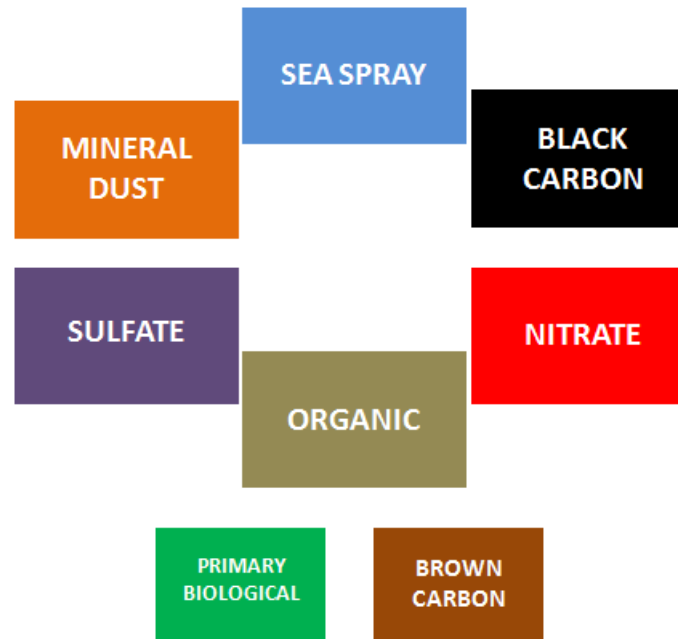 SEA SPRAY
MINERAL
DUST
BLACK
CARBON
SULFATE
NITRATE
ORGANIC
PRIMARY
BIOLOGICAL
BROWN
CARBON